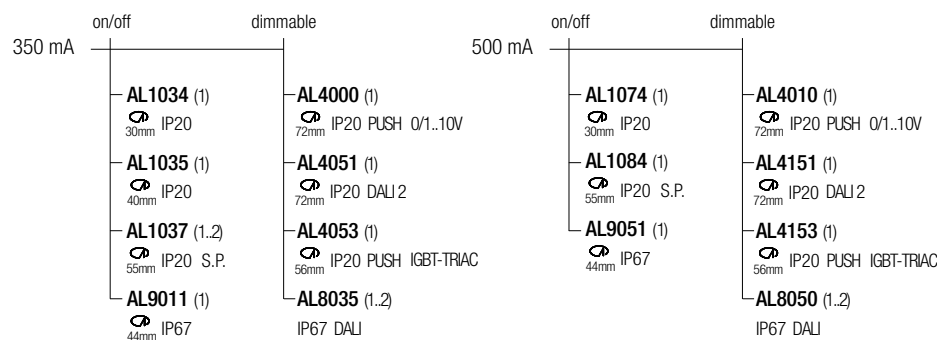 on/off dimmable
350 mA
AL1034 (1)
30mm IP20
AL1035 (1)
40mm IP20
AL1037 (1..2)
55mm IP20 S.P.
AL9011 (1)
44mm IP67
AL4000 (1)
72mm IP20 PUSH 0/1..10V
AL4051 (1)
72mm IP20 DALI 2
AL4053 (1)
56mm IP20 PUSH IGBT-TRIAC
AL8035 (1..2)
IP67 DALI
on/off dimmable
500 mA
AL1074 (1)
30mm IP20
AL1084 (1)
55mm IP20 S.P.
AL9051 (1)
44mm IP67
AL4010 (1)
72mm IP20 PUSH 0/1..10V
AL4151 (1)
72mm IP20 DALI 2
AL4153 (1)
56mm IP20 PUSH IGBT-TRIAC
AL8050 (1..2)
IP67 DALI